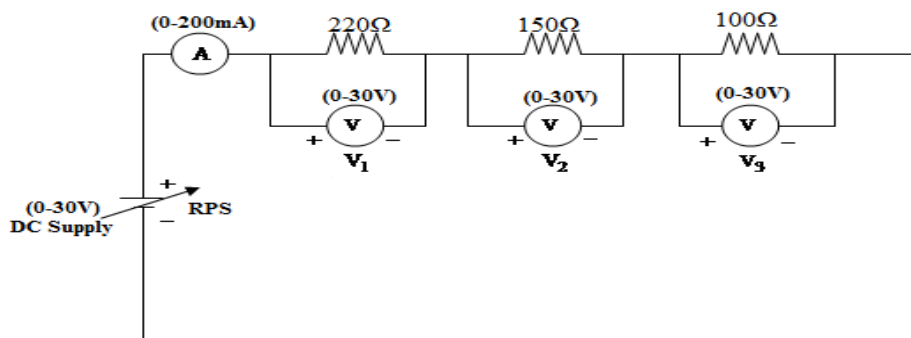 (0-200mA)
220Ω
150Ω
100Ω
A
(0-30V)
(0-30V)
(0-30V)
+ V −
+ V −
+ V −
V1
V2
V3
+
(0-30V)
RPS
DC Supply
−